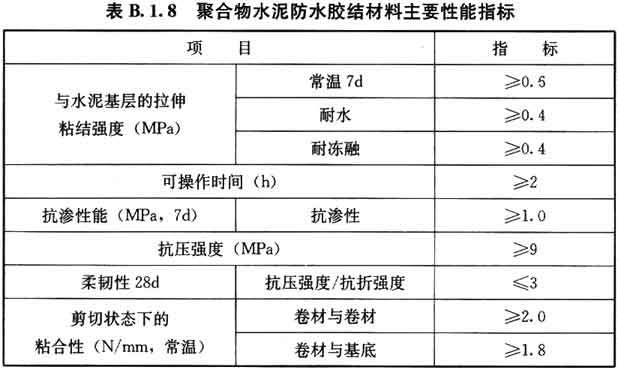 表 B.1.8 聚合物水泥防水胶结材料主要性能指标
项 目 指 标
与水泥基层的拉伸
粘结强度（MPa）
常温 7d ≥0.6
耐水 ≥0.4
耐冻融 ≥0.4
可操作时间（h） ≥2
抗渗性能（MPa，7d） 抗渗性 ≥1.0
抗压强度（MPa） ≥9
柔韧性 28d 抗压强度/抗折强度 ≤3
剪切状态下的
粘合性（N/mm，常温）
卷材与卷材 ≥2.0
卷材与基底 ≥1.8